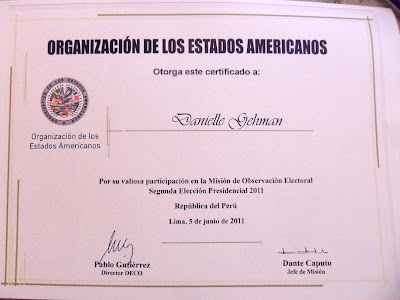 ORGANIZACIÓN DE LOS ESTADOS AMERICANOS
Otorga este certificado a:
Danielle Gehman
Organización de los
Estados Americanos
Por su valiosa participación en la Misión de Observación Electoral
Segunda Elección Presidencial 2011
República del Perú
Lima, 5 de junio de 2011
Pablo Gutiérrez
Director DECO
Dante Caputo
Jefe de Misión